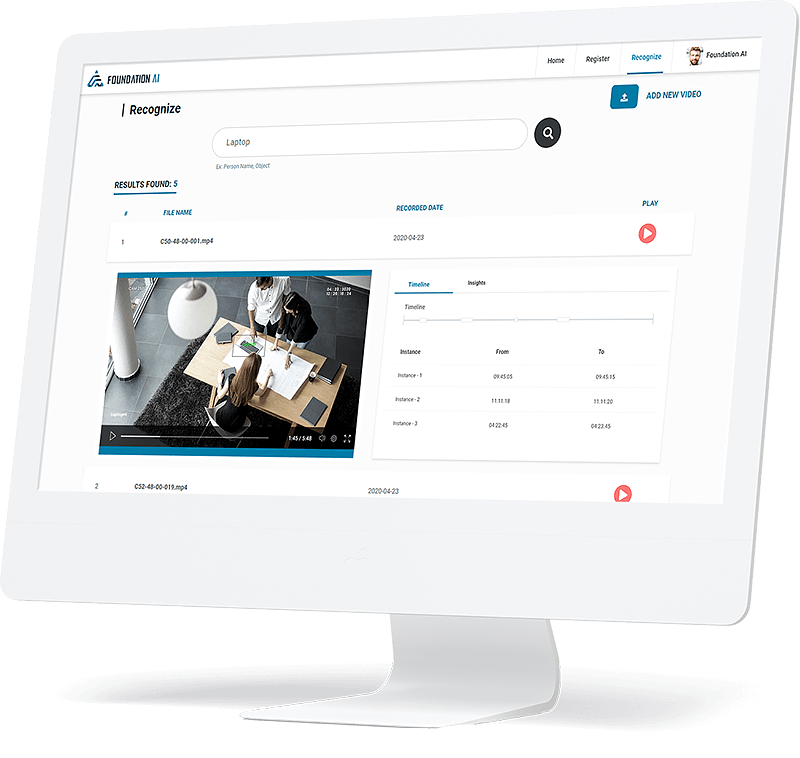 FOUNDATION AI
Home
Register
Recognize
Foundation AI
| Recognize
ADD NEW VIDEO
Laptop
Ex: Person Name, Object
RESULTS FOUND: 5
#
FILE NAME
RECORDED DATE
PLAY
1
C50-48-00-001.mp4
2020-04-23
Timeline
Insights
Timeline
Instance
From
To
Instance - 1
09:45:05
09:45:15
Instance - 2
11:11:18
11:11:20
Instance - 3
04:22:45
04:23:45
1:45 / 5:48
2
C52-48-00-019.mp4
2020-04-23